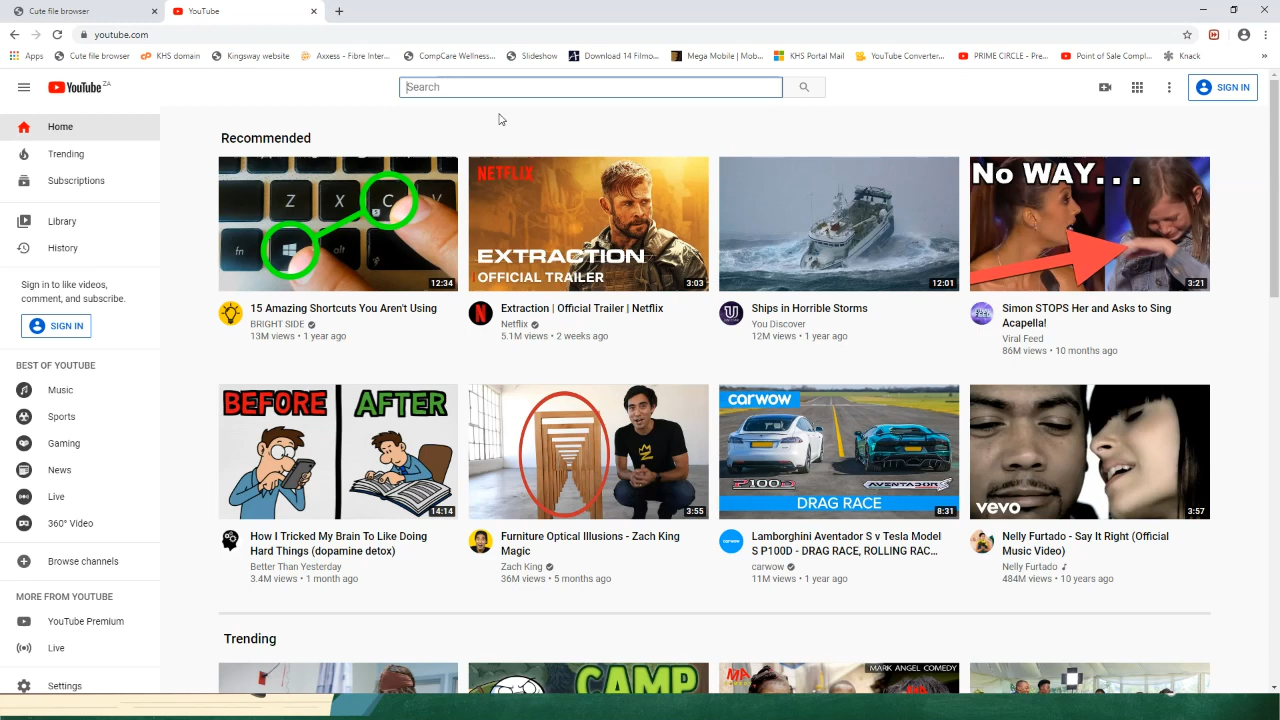 Cute file browser
YouTube
youtube.com
Apps
Cute file browser
KHS domain
Kingsway website
Axxess - Fibre Inter...
CompCare Wellness...
Slideshow
Download 14 Filmo...
Mega Mobile | Mob...
KHS Portal Mail
YouTube Converter...
PRIME CIRCLE - Pre...
Point of Sale Compl...
Knack
YouTube ZA
Search
SIGN IN
Home
Trending
Subscriptions
Library
History
Sign in to like videos,
comment, and subscribe.
SIGN IN
BEST OF YOUTUBE
Music
Sports
Gaming
News
Live
360° Video
Browse channels
MORE FROM YOUTUBE
YouTube Premium
Live
Settings
Recommended
Z X C V
fn alt
12:34
15 Amazing Shortcuts You Aren't Using
BRIGHT SIDE
13M views • 1 year ago
NETFLIX
EXTRACTION
OFFICIAL TRAILER
3:03
Extraction | Official Trailer | Netflix
Netflix
5.1M views • 2 weeks ago
12:01
Ships in Horrible Storms
You Discover
12M views • 1 year ago
No WAY...
3:21
Simon STOPS Her and Asks to Sing
Acapella!
Viral Feed
86M views • 10 months ago
BEFORE AFTER
14:14
How I Tricked My Brain To Like Doing
Hard Things (dopamine detox)
Better Than Yesterday
3.4M views • 1 month ago
3:55
Furniture Optical Illusions - Zach King
Magic
Zach King
36M views • 5 months ago
carwow
P100D AVENTADOR S
DRAG RACE
8:31
Lamborghini Aventador S v Tesla Model
S P100D - DRAG RACE, ROLLING RAC...
carwow
11M views • 1 year ago
vevo
3:57
Nelly Furtado - Say It Right (Official
Music Video)
Nelly Furtado
484M views • 10 years ago
Trending
CAMP
MARK ANGEL COMEDY